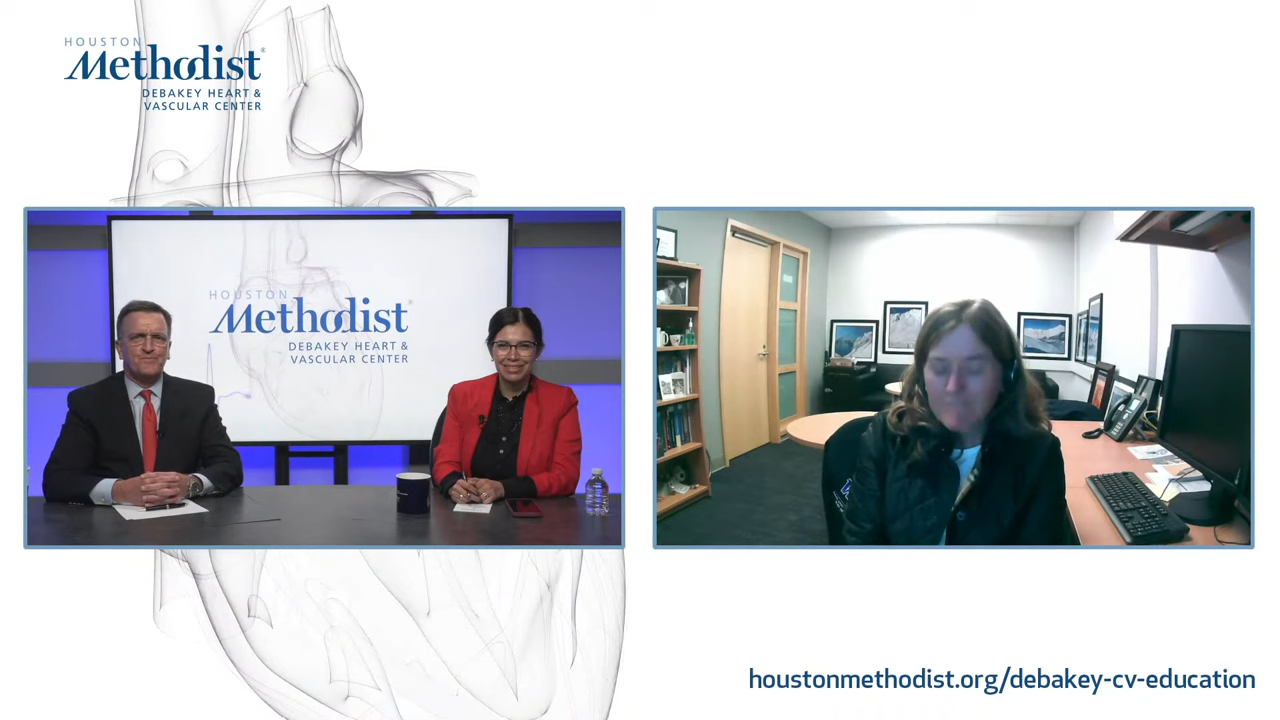 HOUSTON
Methodist®
DEBAKEY HEART &
VASCULAR CENTER
HOUSTON
Methodist®
DEBAKEY HEART &
VASCULAR CENTER
houstonmethodist.org/debakey-cv-education